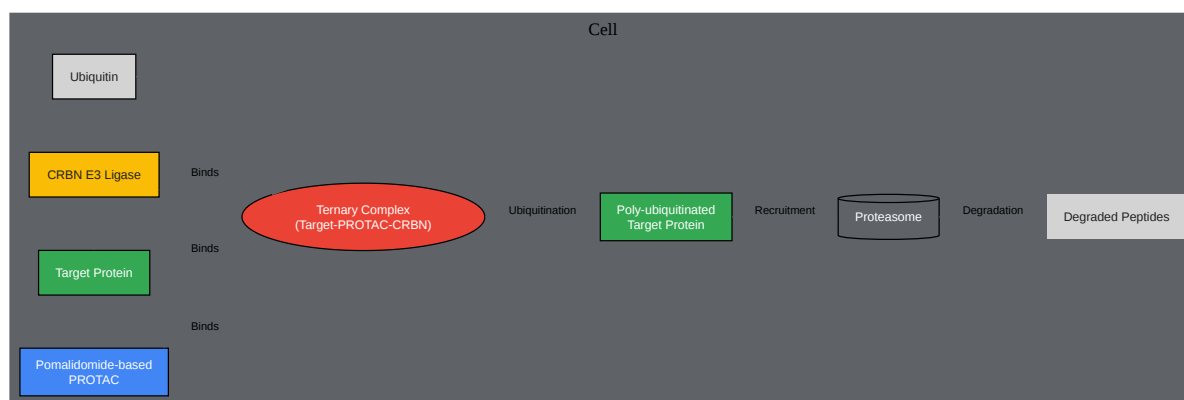 Cell
Ubiquitin
CRBN E3 Ligase
Binds
Target Protein
Binds
Pomalidomide-based
PROTAC
Binds
Ternary Complex
(Target-PROTAC-CRBN)
Ubiquitination
Poly-ubiquitinated
Target Protein
Recruitment
Proteasome
Degradation
Degraded Peptides